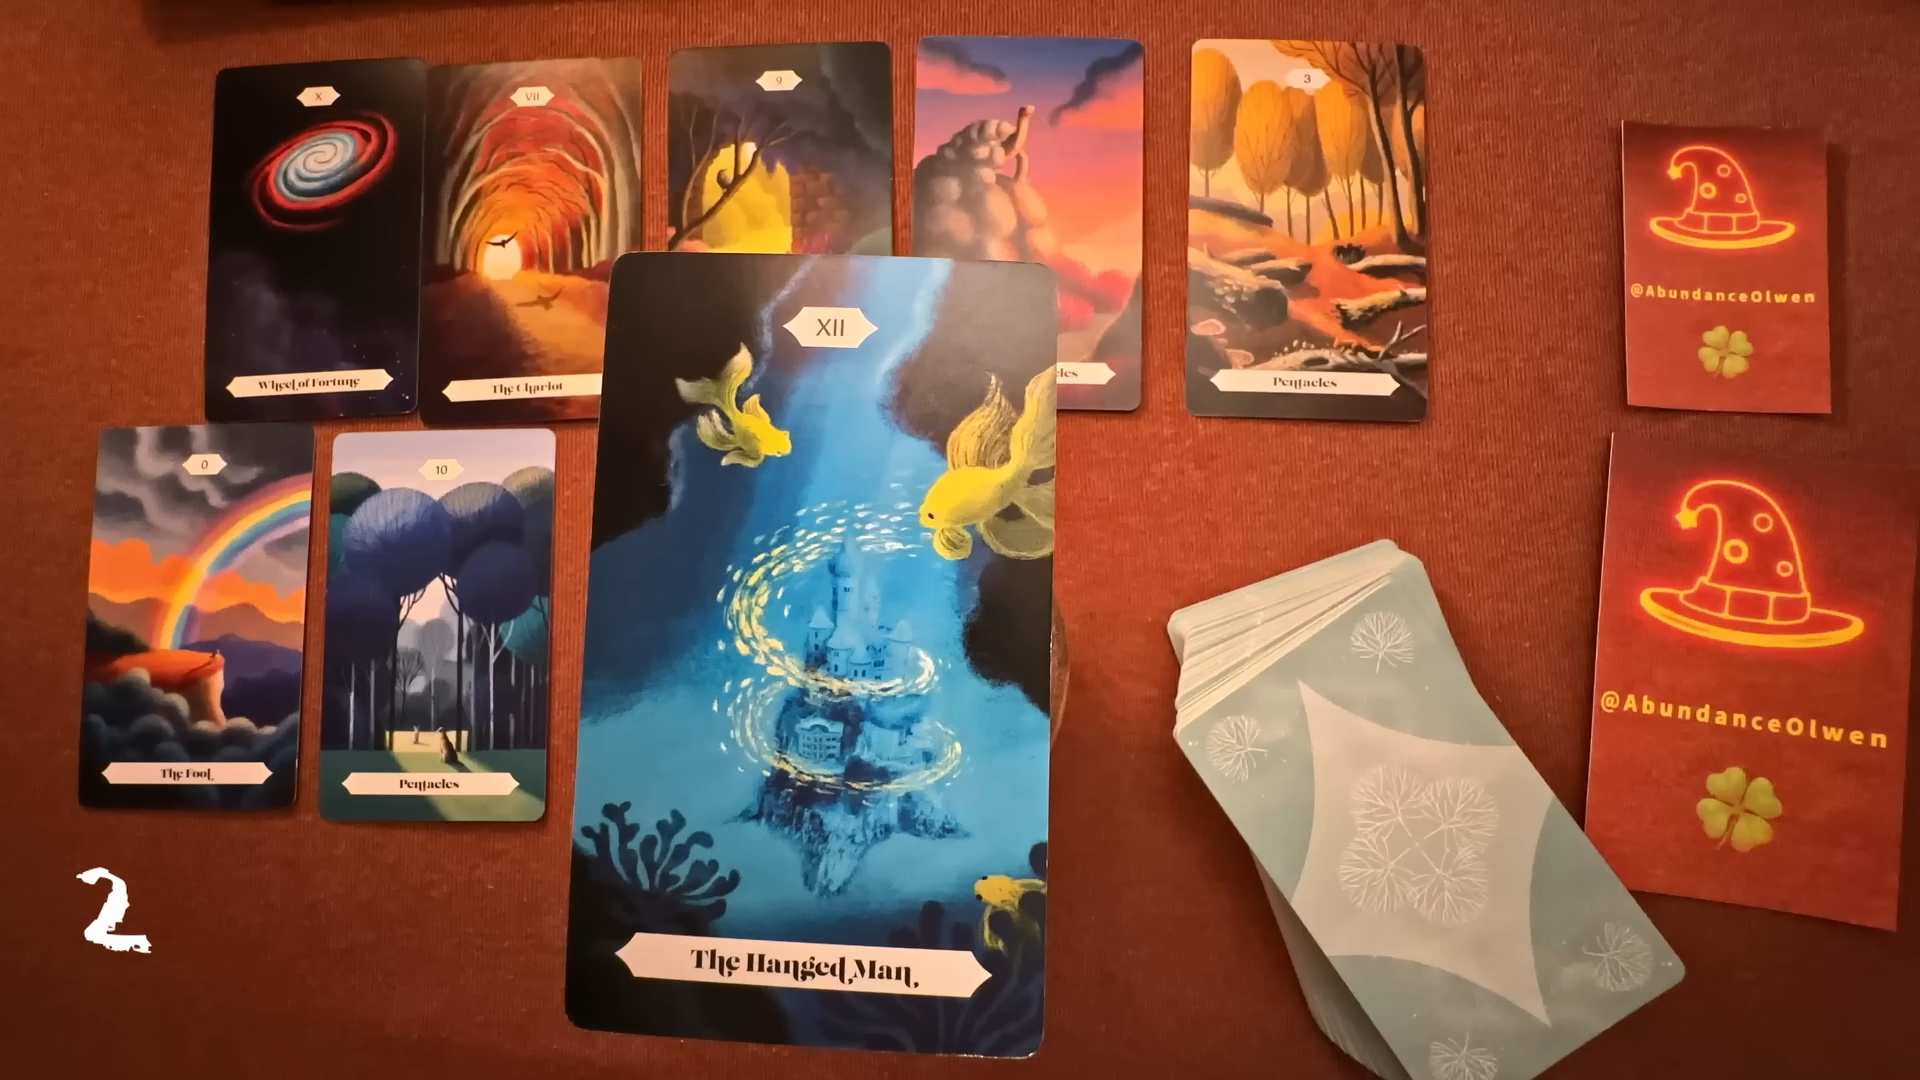 X
Wheel of Fortune
VII
The Chariot
9
cles
3
Pentacles
@AbundanceOlwen
0
The Fool
10
Pentacles
XII
The Hanged Man
@AbundanceOlwen
2